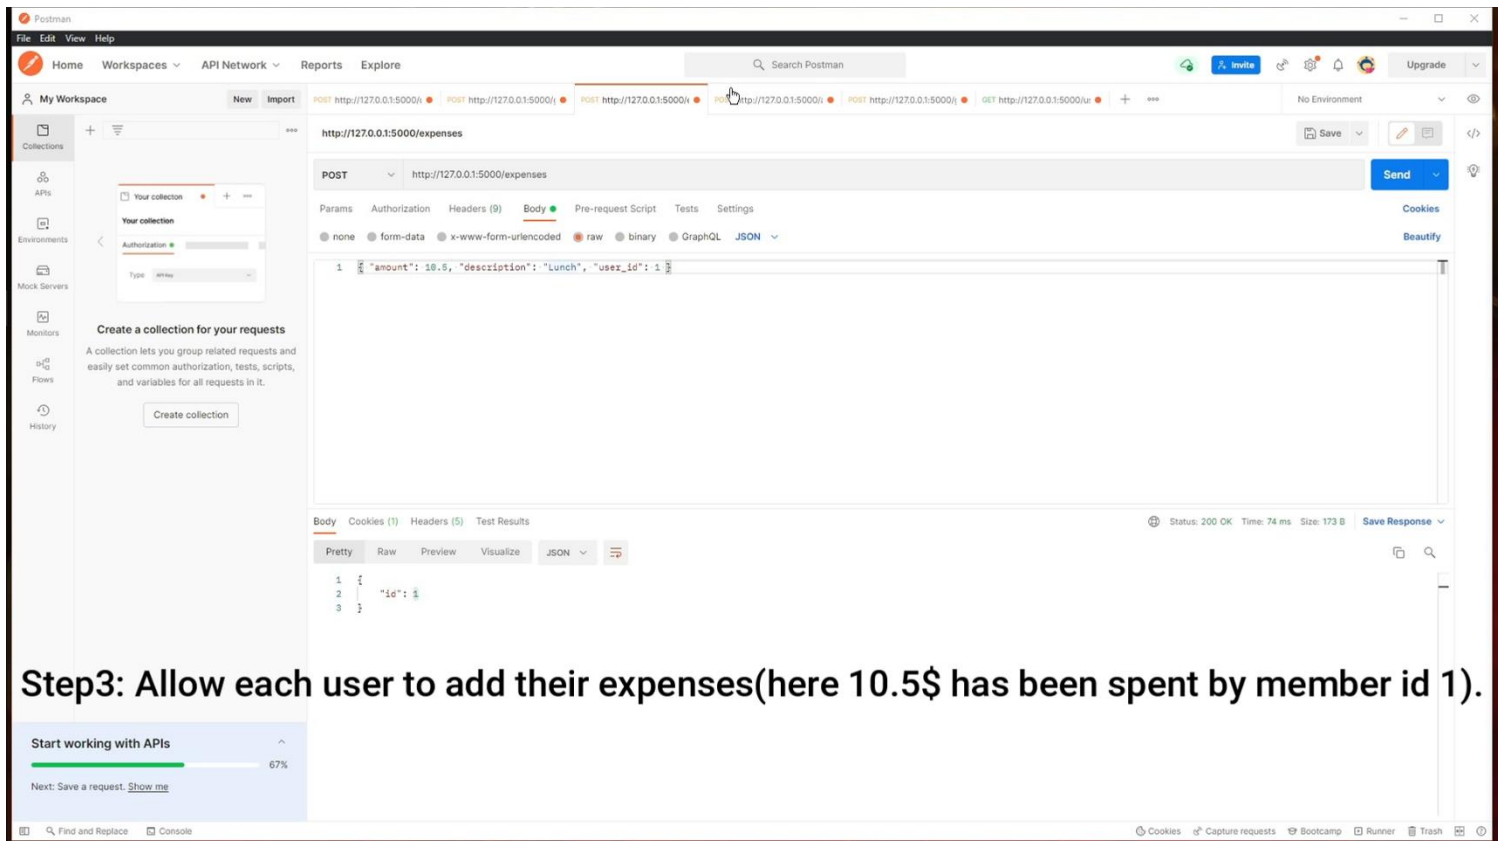 Postman
File Edit View Help
Home Workspaces API Network Reports Explore Search Postman Invite Upgrade
My Workspace New Import POST http://127.0.0.1:5000/ POST http://127.0.0.1:5000/ POST http://127.0.0.1:5000/ http://127.0.0.1:5000/ POST http://127.0.0.1:5000/ GET http://127.0.0.1:5000/ No Environment
http://127.0.0.1:5000/expenses Save
Collections
POST http://127.0.0.1:5000/expenses Send
APIs
Your collecton
Params Authorization Headers (9) Body Pre-request Script Tests Settings Cookies
Your collection
Environments
none form-data x-www-form-urlencoded raw binary GraphQL JSON Beautify
Authorization
1 { "amount": 10.5, "description": "Lunch", "user_id": 1 }
Type API Key
Mock Servers
Monitors
Create a collection for your requests
A collection lets you group related requests and
easily set common authorization, tests, scripts,
and variables for all requests in it.
Flows
Create collection
History
Body Cookies (1) Headers (5) Test Results Status: 200 OK Time: 74 ms Size: 173 B Save Response
Pretty Raw Preview Visualize JSON
1 {
2 "id": 1
3 }
Step3: Allow each user to add their expenses(here 10.5$ has been spent by member id 1).
Start working with APIs
67%
Next: Save a request. Show me
Find and Replace Console Cookies Capture requests Bootcamp Runner Trash